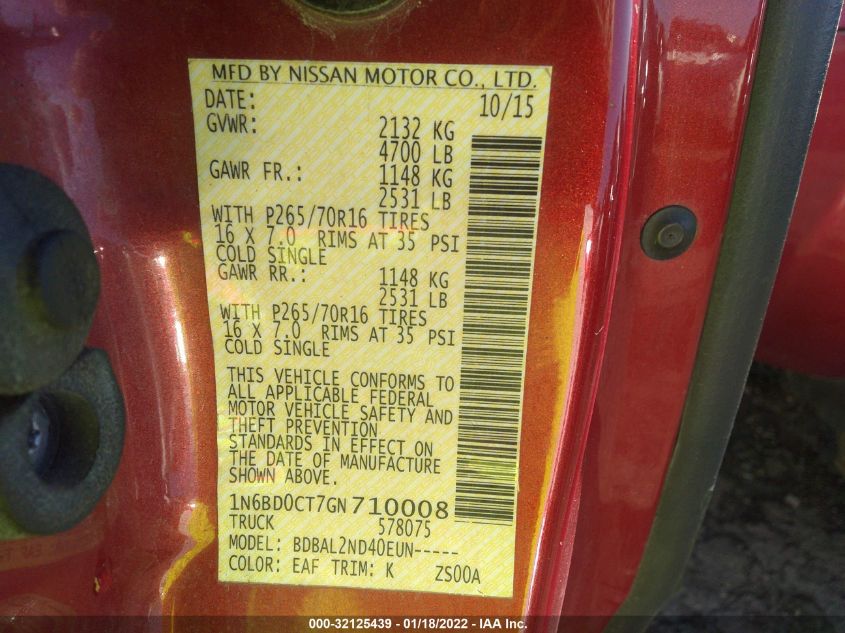 MFD BY NISSAN MOTOR CO., LTD.
DATE: 10/15
GVWR: 2132 KG
4700 LB
GAWR FR.: 1148 KG
2531 LB
WITH P265/70R16 TIRES
16 X 7.0 RIMS AT 35 PSI
COLD SINGLE
GAWR RR.: 1148 KG
2531 LB
WITH P265/70R16 TIRES
16 X 7.0 RIMS AT 35 PSI
COLD SINGLE
THIS VEHICLE CONFORMS TO
ALL APPLICABLE FEDERAL
MOTOR VEHICLE SAFETY AND
THEFT PREVENTION
STANDARDS IN EFFECT ON
THE DATE OF MANUFACTURE
SHOWN ABOVE.
1N6BD0CT7GN 710008
TRUCK 578075
MODEL: BDBAL2ND40EUN-----
COLOR: EAF TRIM: K ZS00A
000-32125439 - 01/18/2022 - IAA Inc.